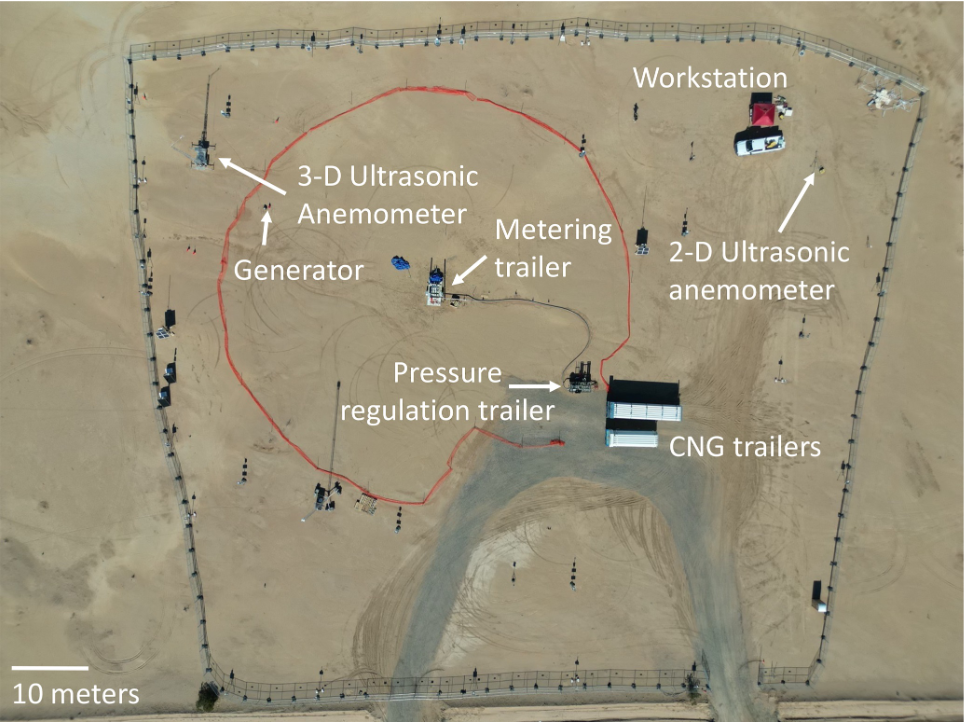 Workstation
3-D Ultrasonic
Anemometer
Metering
trailer
2-D Ultrasonic
anemometer
Generator
Pressure
regulation trailer
CNG trailers
10 meters